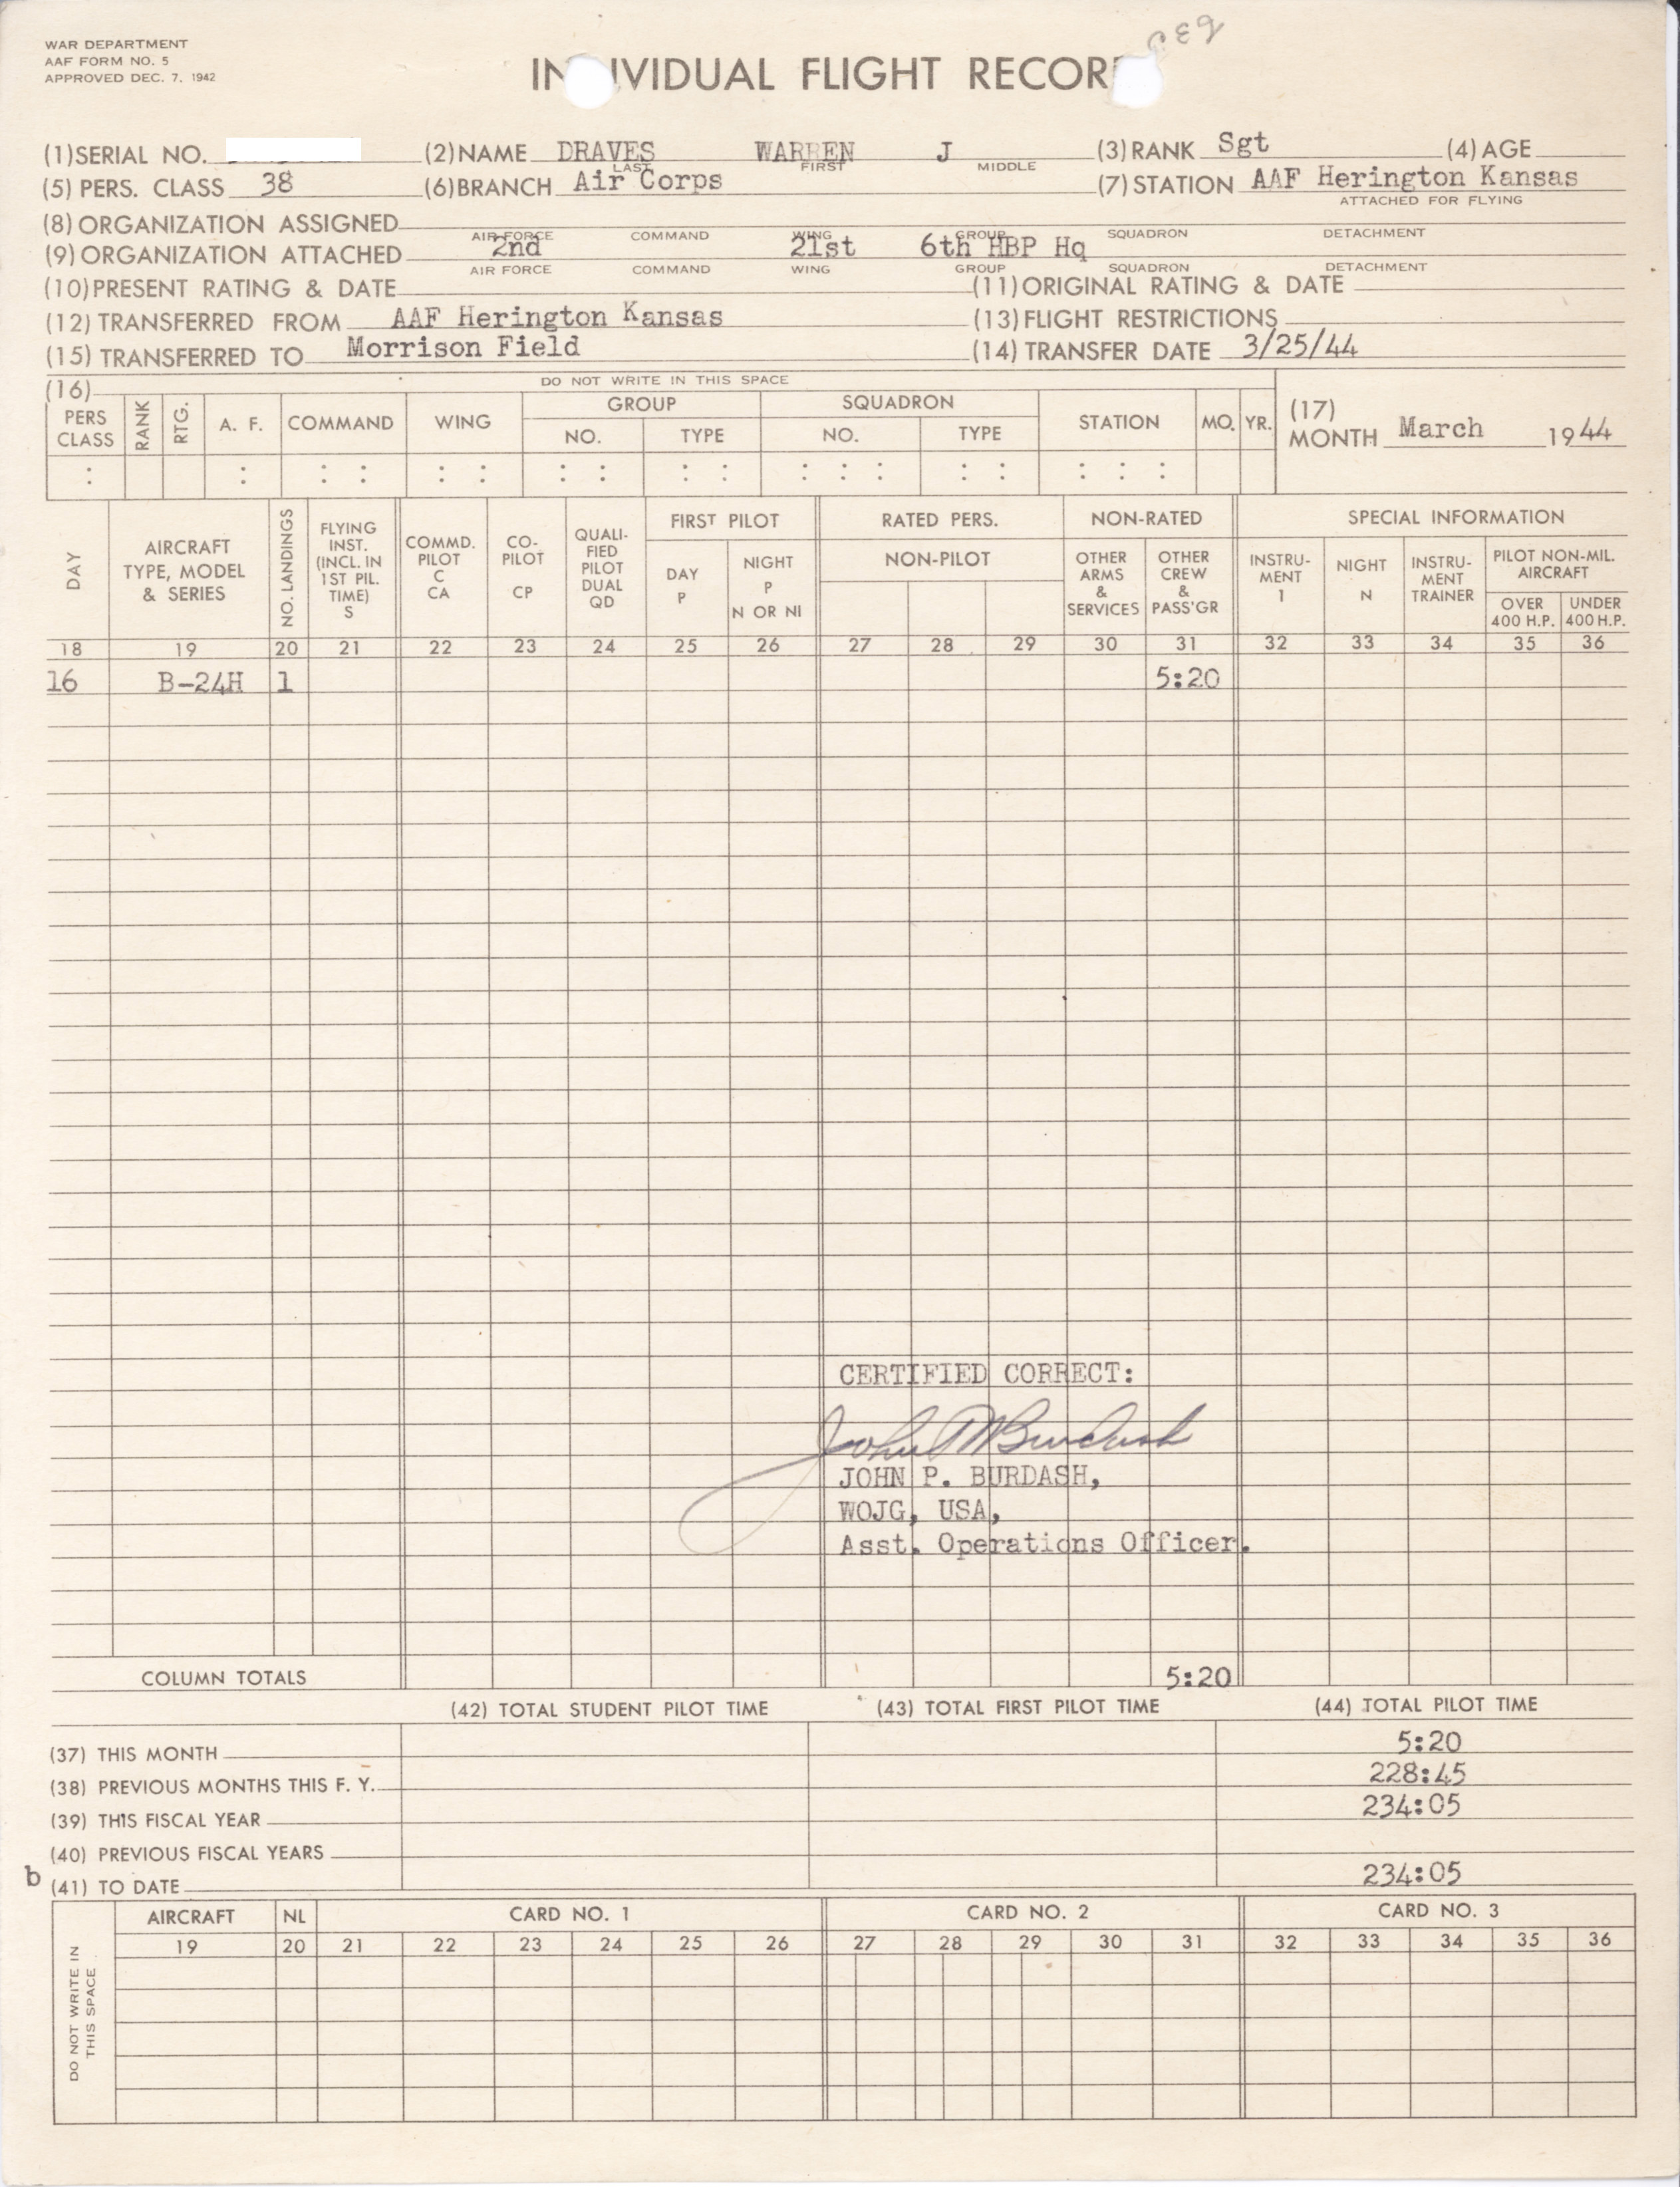 WAR DEPARTMENT
AAF FORM NO. 5
APPROVED DEC. 7, 1942
INDIVIDUAL FLIGHT RECORD
(1) SERIAL NO. (2) NAME DRAVES WARREN J (3) RANK Sgt (4) AGE
LAST FIRST MIDDLE
(5) PERS. CLASS 38 (6) BRANCH Air Corps (7) STATION AAF Herington Kansas
ATTACHED FOR FLYING
(8) ORGANIZATION ASSIGNED
AIR FORCE COMMAND WING GROUP SQUADRON DETACHMENT
(9) ORGANIZATION ATTACHED 2nd 21st 6th HBP Hq
AIR FORCE COMMAND WING GROUP SQUADRON DETACHMENT
(10) PRESENT RATING & DATE (11) ORIGINAL RATING & DATE
(12) TRANSFERRED FROM AAF Herington Kansas (13) FLIGHT RESTRICTIONS
(15) TRANSFERRED TO Morrison Field (14) TRANSFER DATE 3/25/44
(16) DO NOT WRITE IN THIS SPACE
PERS CLASS RANK RTG. A. F. COMMAND WING GROUP NO. TYPE SQUADRON NO. TYPE STATION MO. YR. (17) MONTH March 1944
DAY AIRCRAFT TYPE, MODEL & SERIES NO. LANDINGS FLYING INST. (INCL. IN 1ST PIL. TIME) S COMMD. PILOT C CA CO-PILOT CP QUALI-FIED PILOT DUAL QD FIRST PILOT DAY P NIGHT P N OR NI RATED PERS. NON-PILOT NON-RATED OTHER ARMS & SERVICES OTHER CREW & PASS'GR SPECIAL INFORMATION INSTRU-MENT I NIGHT N INSTRU-MENT TRAINER PILOT NON-MIL. AIRCRAFT OVER 400 H.P. UNDER 400 H.P.
18 19 20 21 22 23 24 25 26 27 28 29 30 31 32 33 34 35 36
16 B-24H 1 5:20
CERTIFIED CORRECT:
John P Burdash
JOHN P. BURDASH,
WOJG, USA,
Asst. Operations Officer.
COLUMN TOTALS 5:20
(42) TOTAL STUDENT PILOT TIME (43) TOTAL FIRST PILOT TIME (44) TOTAL PILOT TIME
(37) THIS MONTH 5:20
(38) PREVIOUS MONTHS THIS F. Y. 228:45
(39) THIS FISCAL YEAR 234:05
(40) PREVIOUS FISCAL YEARS
b (41) TO DATE 234:05
DO NOT WRITE IN THIS SPACE AIRCRAFT NL CARD NO. 1 CARD NO. 2 CARD NO. 3
19 20 21 22 23 24 25 26 27 28 29 30 31 32 33 34 35 36